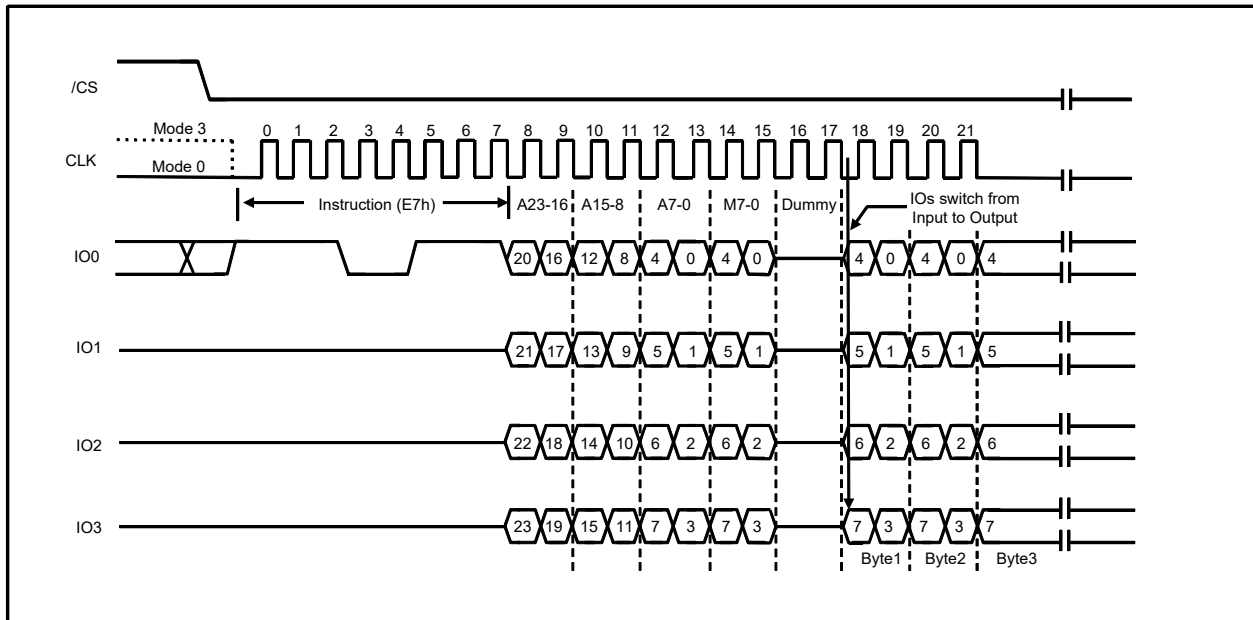 /CS
Mode 3
0 1 2 3 4 5 6 7 8 9 10 11 12 13 14 15 16 17 18 19 20 21
CLK
Mode 0
Instruction (E7h) A23-16 A15-8 A7-0 M7-0 Dummy
IOs switch from
Input to Output
IO0 20 16 12 8 4 0 4 0 4 0 4 0 4
IO1 21 17 13 9 5 1 5 1 5 1 5 1 5
IO2 22 18 14 10 6 2 6 2 6 2 6 2 6
IO3 23 19 15 11 7 3 7 3 7 3 7 3 7
Byte1 Byte2 Byte3